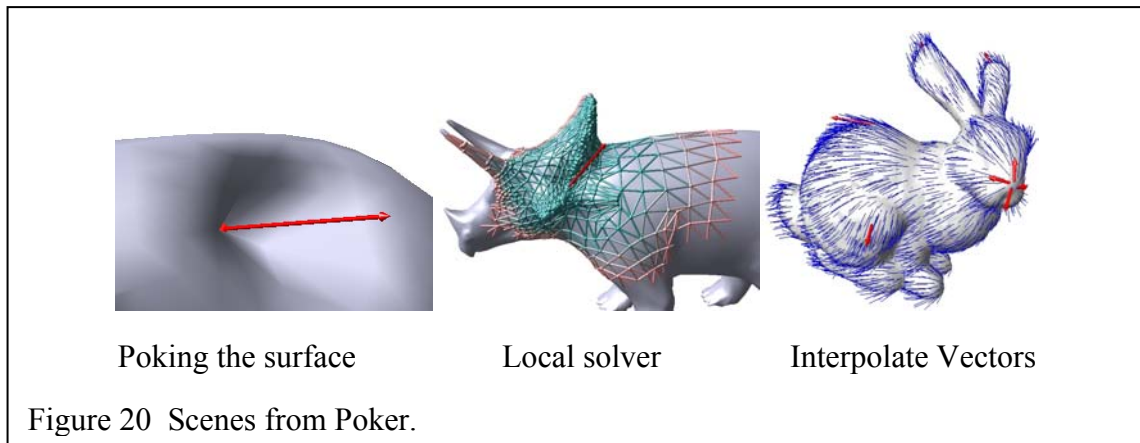 Poking the surface Local solver Interpolate Vectors
Figure 20 Scenes from Poker.